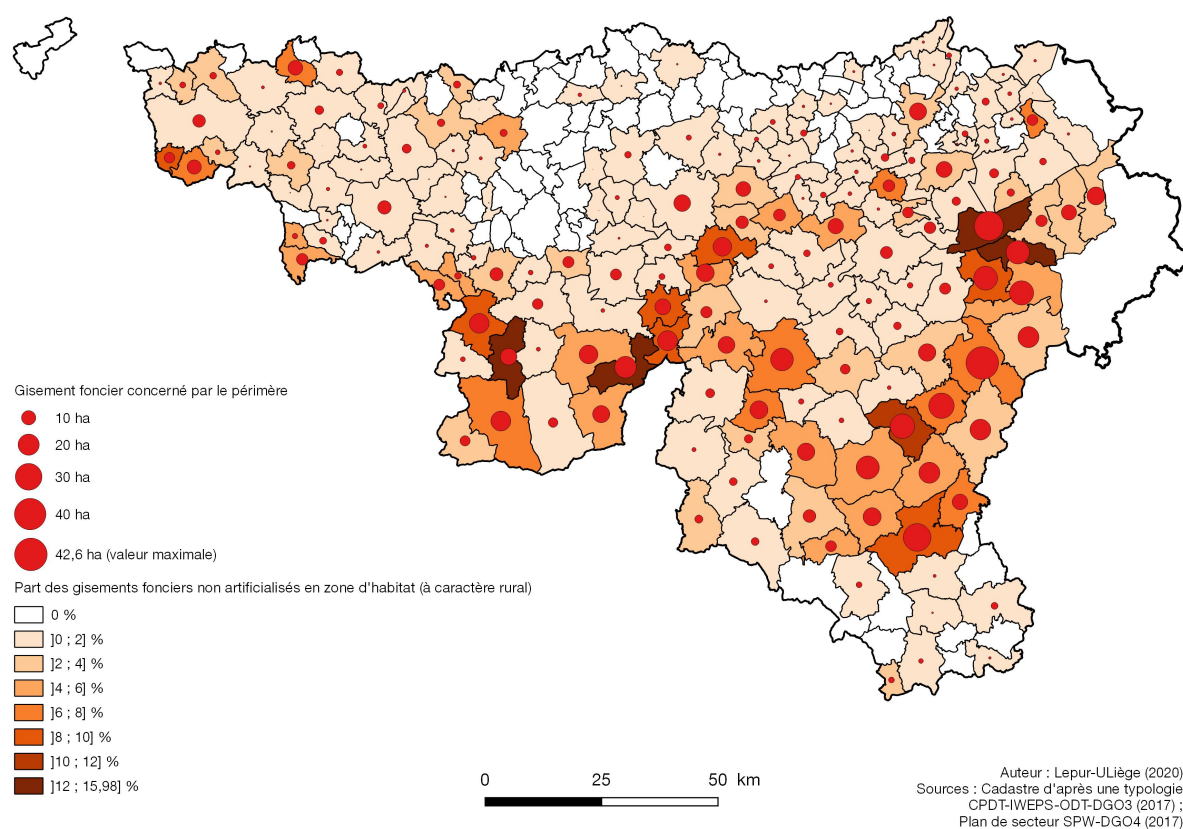 Gisement foncier concerné par le périmètre
10 ha
20 ha
30 ha
40 ha
42,6 ha (valeur maximale)
Part des gisements fonciers non artificialisés en zone d'habitat (à caractère rural)
0 %
]0 ; 2] %
]2 ; 4] %
]4 ; 6] %
]6 ; 8] %
]8 ; 10] %
]10 ; 12] %
]12 ; 15,98] %
0 25 50 km
Auteur : Lepur-ULiège (2020)
Sources : Cadastre d'après une typologie
CPDT-IWEPS-ODT-DGO3 (2017) ;
Plan de secteur SPW-DGO4 (2017)